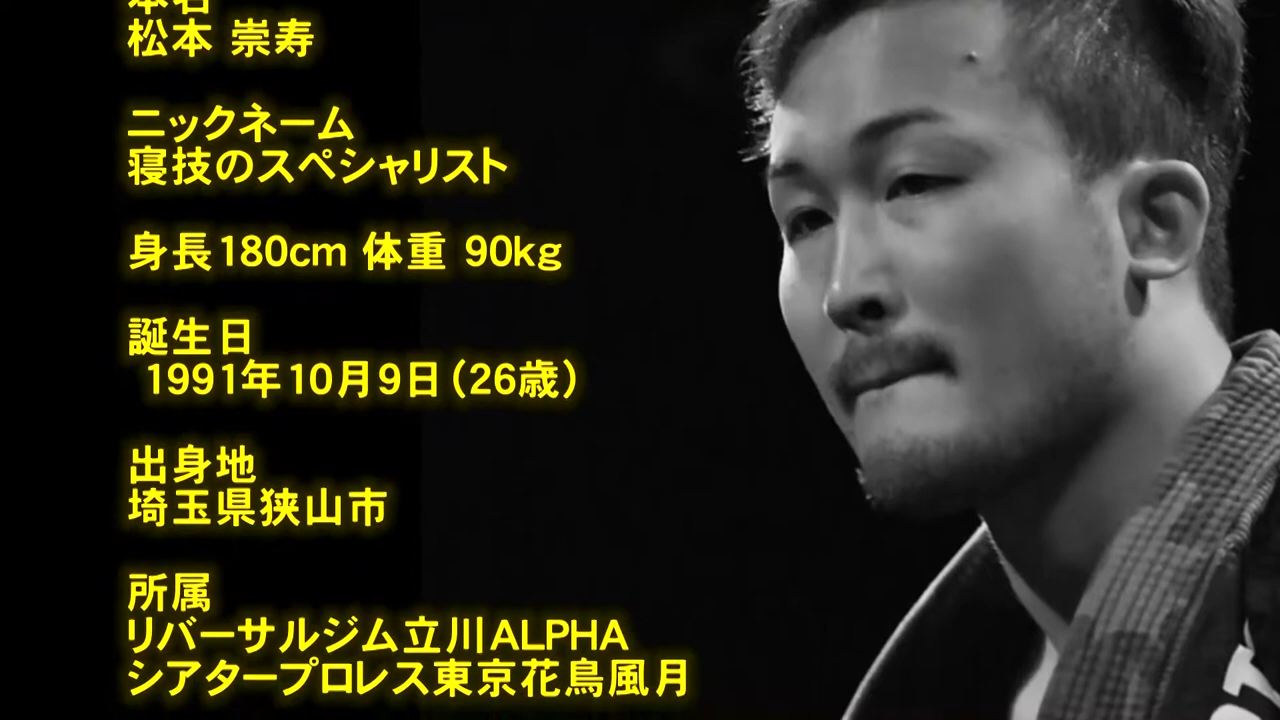 本名
松本 崇寿
ニックネーム
寝技のスペシャリスト
身長180cm 体重 90kg
誕生日
1991年10月9日(26歳)
出身地
埼玉県狭山市
所属
リバーサルジム立川ALPHA
シアタープロレス東京花鳥風月